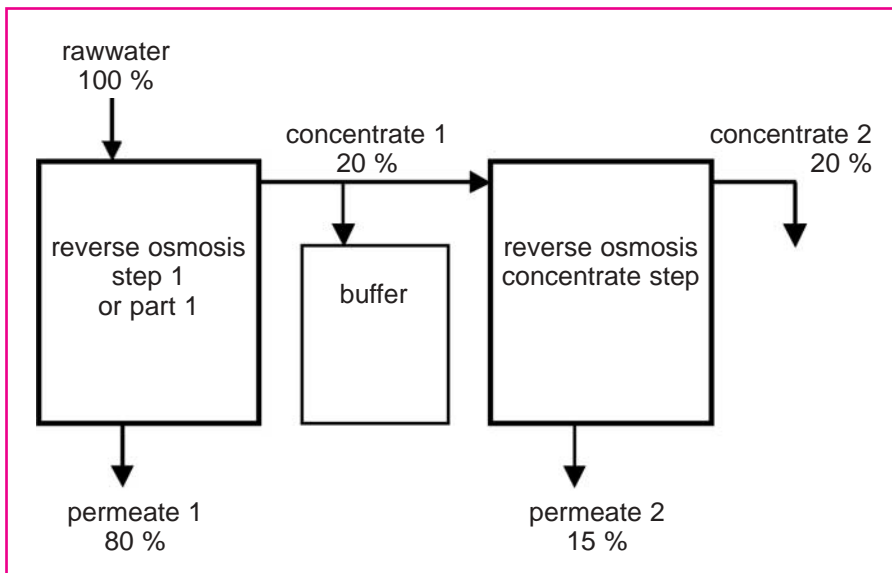 rawwater
100 %
concentrate 1
20 %
concentrate 2
20 %
reverse osmosis
step 1
or part 1
buffer
reverse osmosis
concentrate step
permeate 1
80 %
permeate 2
15 %